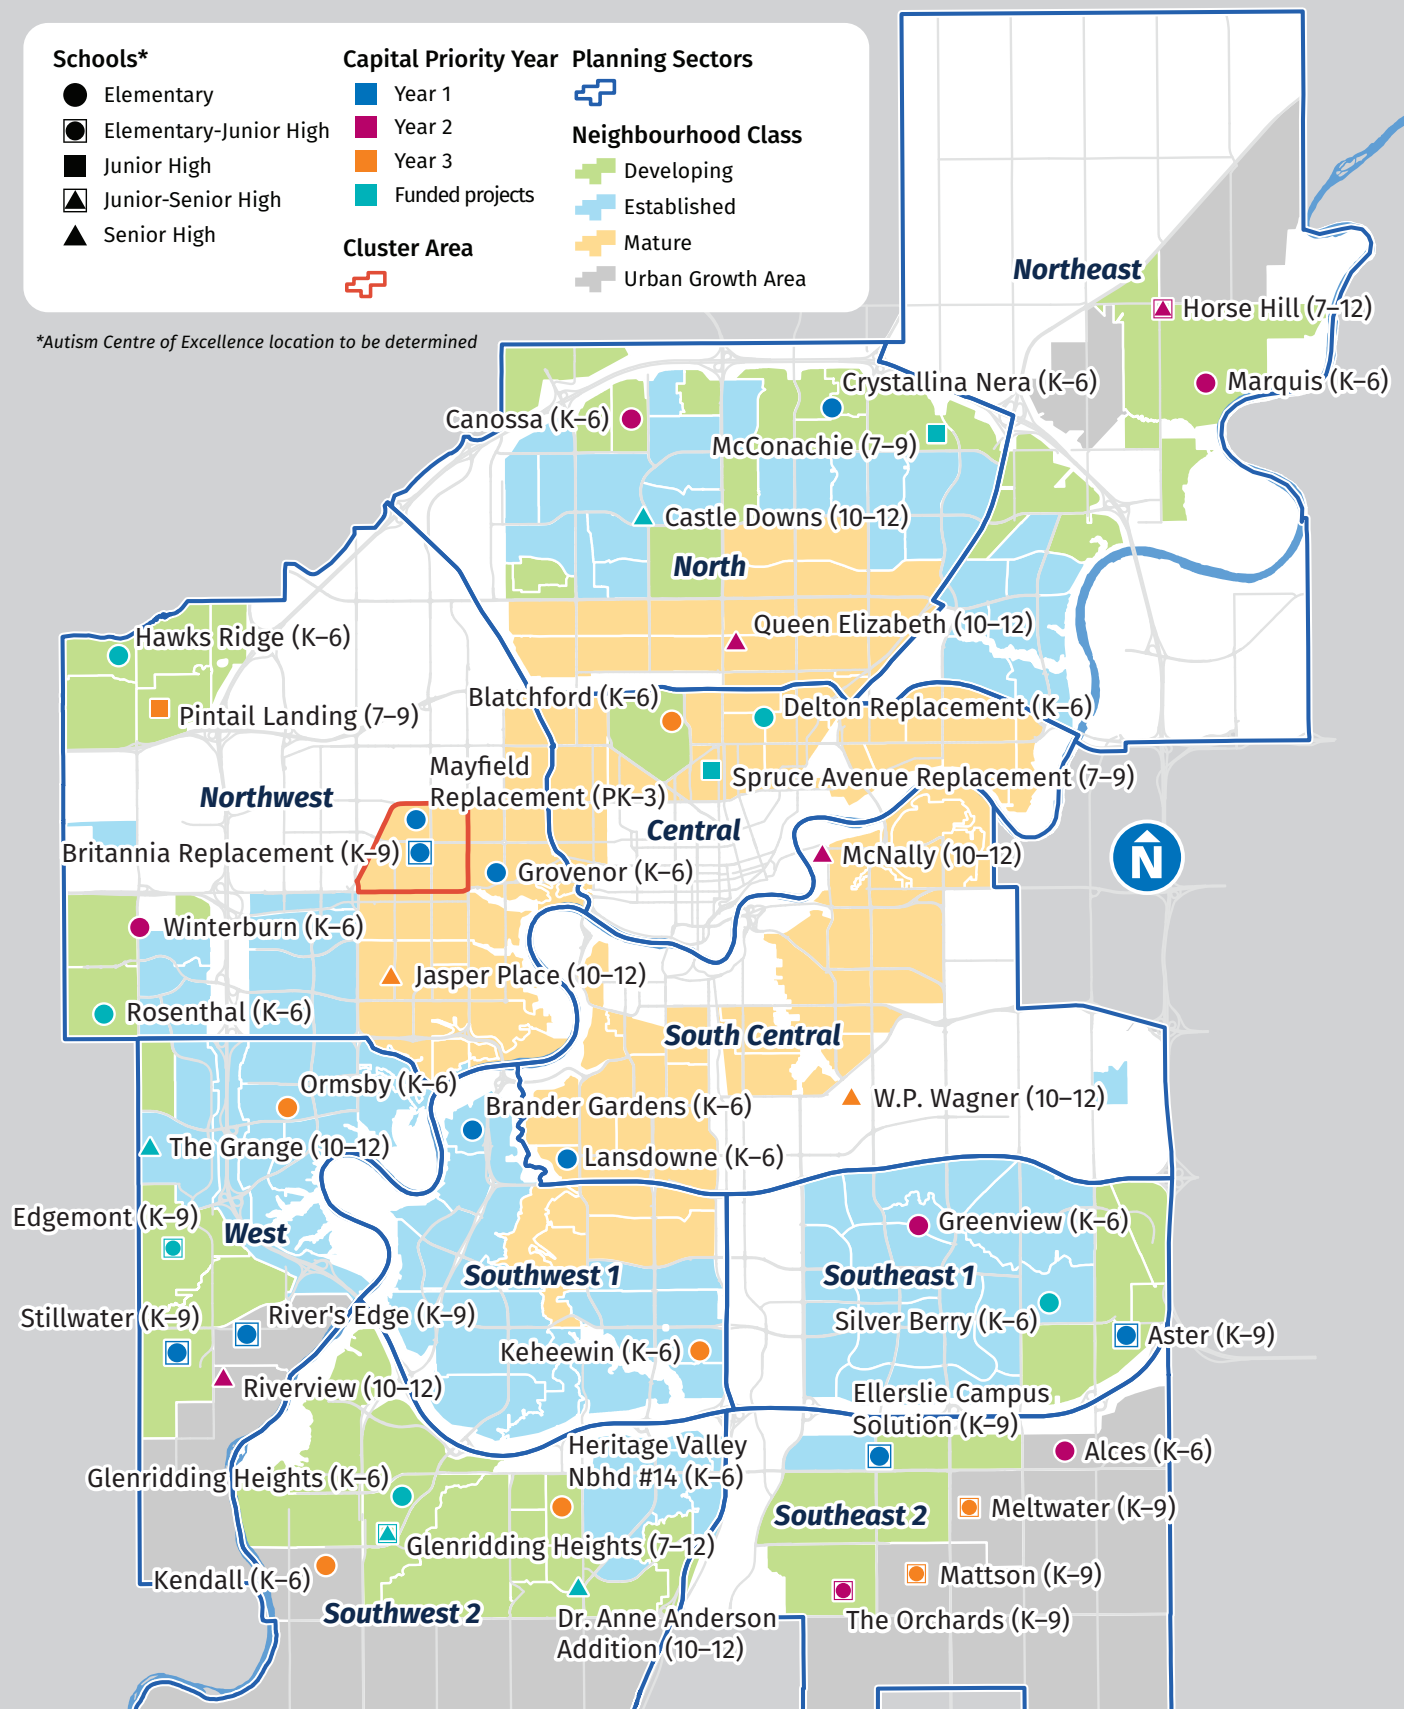 Schools*
Elementary
Elementary-Junior High
Junior High
Junior-Senior High
Senior High
Capital Priority Year
Year 1
Year 2
Year 3
Funded projects
Cluster Area
Planning Sectors
Neighbourhood Class
Developing
Established
Mature
Urban Growth Area
*Autism Centre of Excellence location to be determined
Northeast
Horse Hill (7–12)
Marquis (K–6)
Crystallina Nera (K–6)
Canossa (K–6)
McConachie (7–9)
Castle Downs (10–12)
North
Queen Elizabeth (10–12)
Hawks Ridge (K–6)
Blatchford (K–6)
Delton Replacement (K–6)
Pintail Landing (7–9)
Mayfield
Replacement (PK–3)
Spruce Avenue Replacement (7–9)
Northwest
Central
Britannia Replacement (K–9)
McNally (10–12)
N
Grovenor (K–6)
Winterburn (K–6)
Jasper Place (10–12)
Rosenthal (K–6)
South Central
Ormsby (K–6)
Brander Gardens (K–6)
W.P. Wagner (10–12)
The Grange (10–12)
Lansdowne (K–6)
Edgemont (K–9)
West
Greenview (K–6)
Southwest 1
Southeast 1
Stillwater (K–9)
River's Edge (K–9)
Silver Berry (K–6)
Aster (K–9)
Keheewin (K–6)
Riverview (10–12)
Ellerslie Campus
Solution (K–9)
Heritage Valley
Nbhd #14 (K–6)
Alces (K–6)
Glenridding Heights (K–6)
Southeast 2
Meltwater (K–9)
Glenridding Heights (7–12)
Kendall (K–6)
Mattson (K–9)
Southwest 2
Dr. Anne Anderson
Addition (10–12)
The Orchards (K–9)